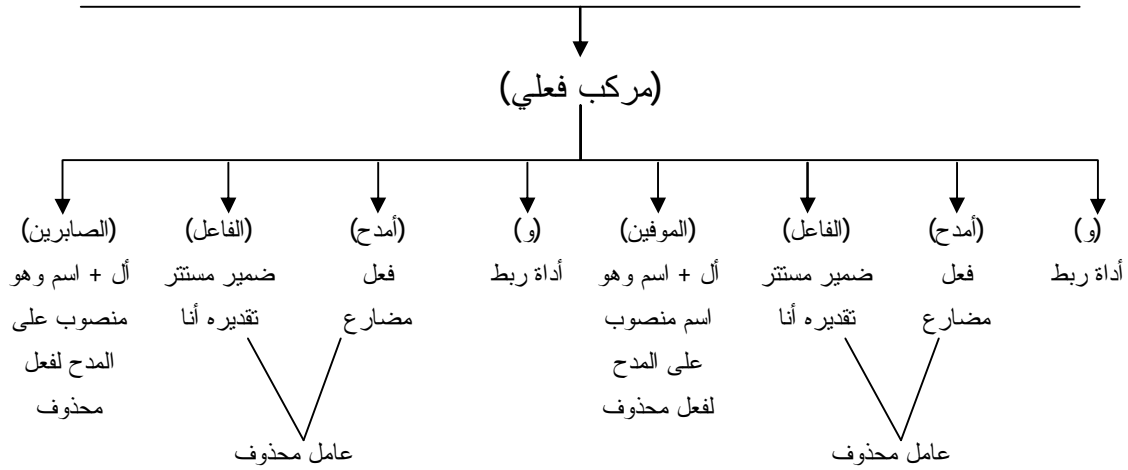 (مركب فعلي)
(و) (أمدح) (الفاعل) (الموفين) (و) (أمدح) (الفاعل) (الصابرين)
أداة ربط فعل ضمير مستتر أل + اسم وهو أداة ربط فعل ضمير مستتر أل + اسم وهو
مضارع تقديره أنا اسم منصوب مضارع تقديره أنا منصوب على
على المدح المدح لفعل
لفعل محذوف محذوف
عامل محذوف عامل محذوف